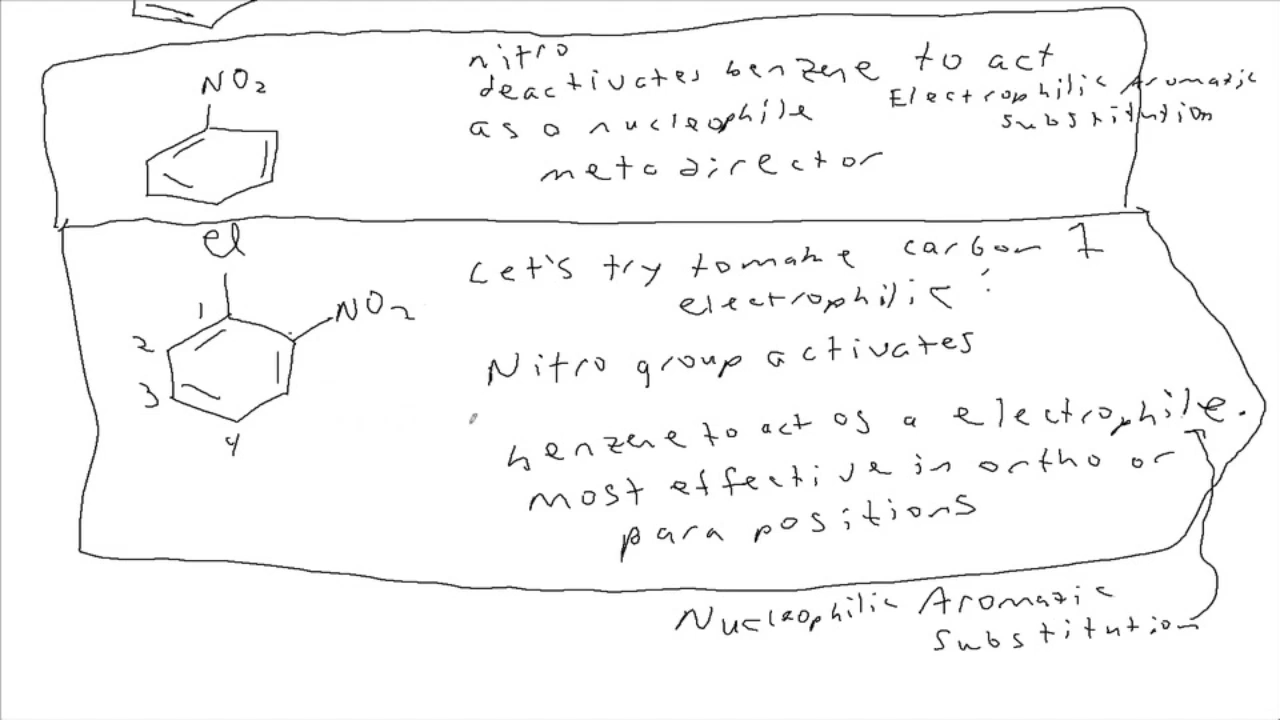 NO2
nitro
deactivates benzene to act
as a nucleophile
Electrophilic Aromatic
Substitution
meta director
Cl
1
NO2
2
3
4
Let's try to make carbon 1
electrophilic
Nitro group activates
benzene to act as a electrophile.
most effective in ortho or
para positions
Nucleophilic Aromatic
Substitution